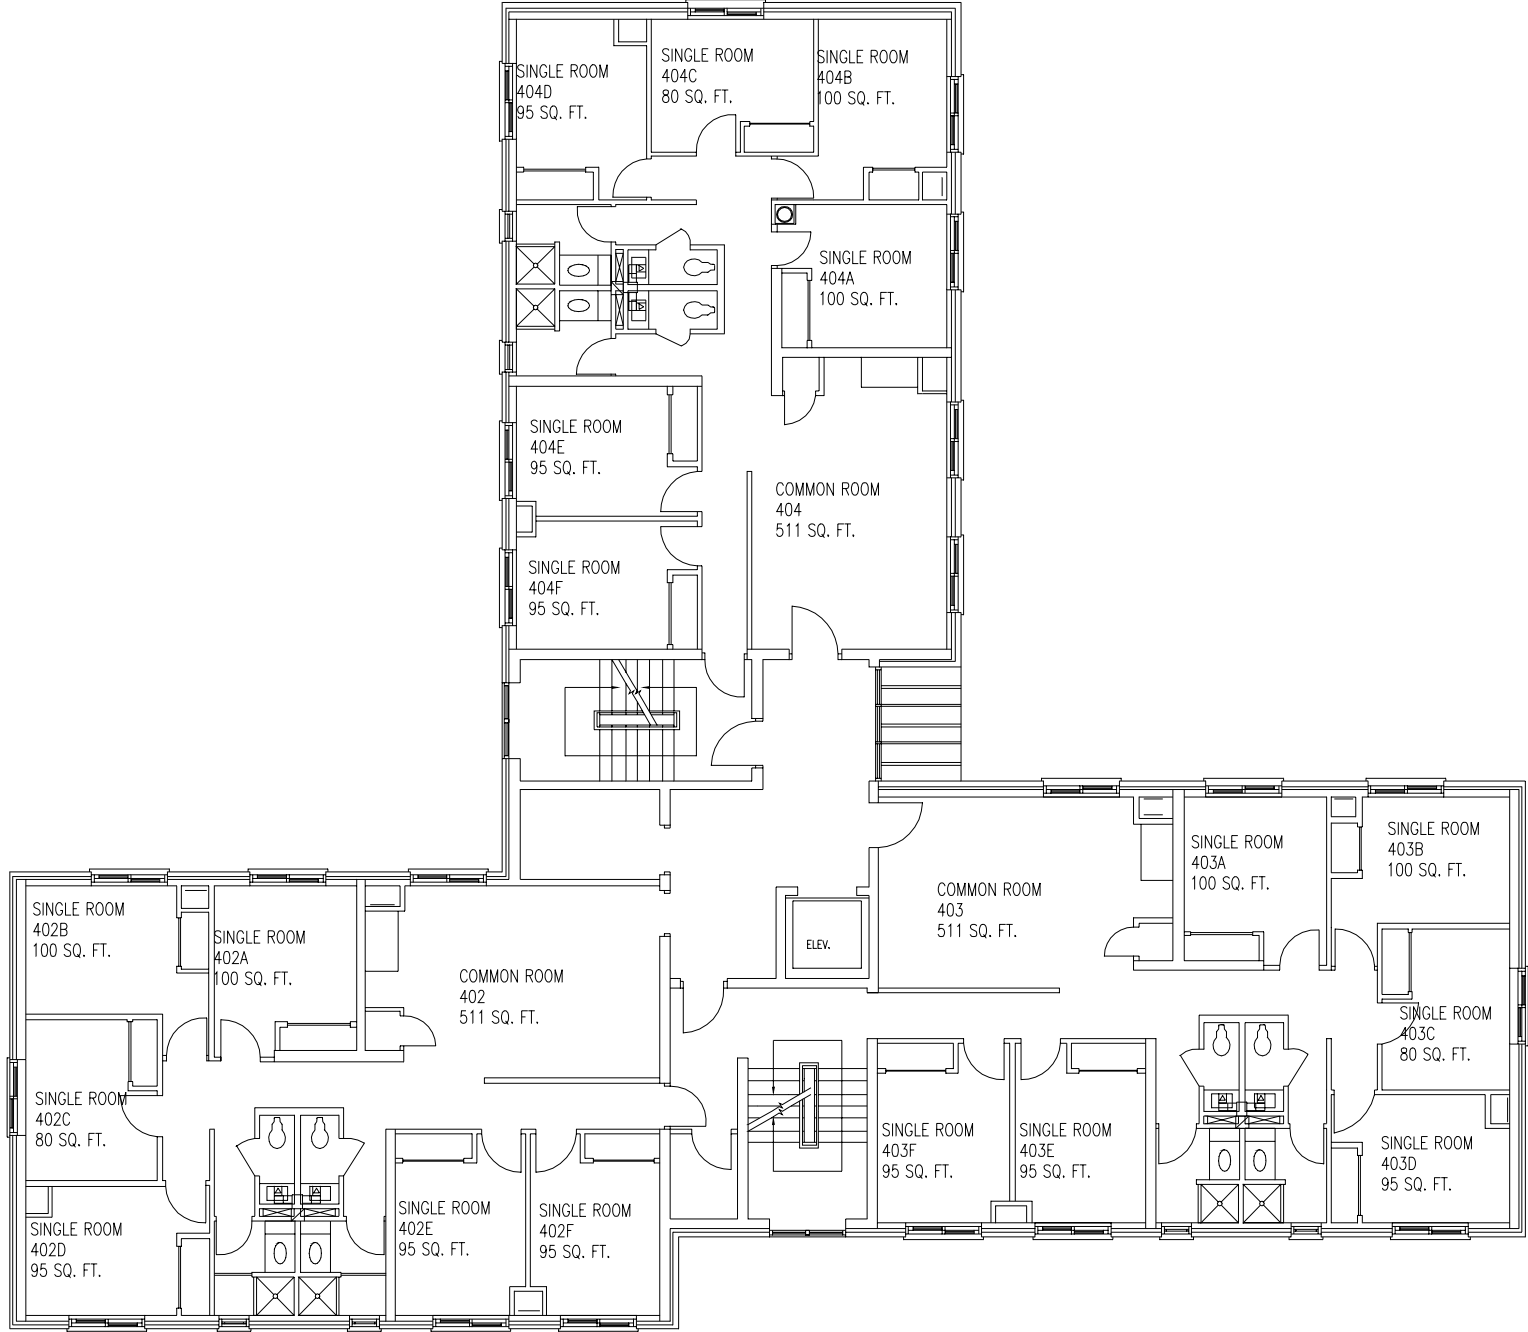 SINGLE ROOM
404D
95 SQ. FT.
SINGLE ROOM
404C
80 SQ. FT.
SINGLE ROOM
404B
100 SQ. FT.
SINGLE ROOM
404A
100 SQ. FT.
SINGLE ROOM
404E
95 SQ. FT.
COMMON ROOM
404
511 SQ. FT.
SINGLE ROOM
404F
95 SQ. FT.
SINGLE ROOM
402B
100 SQ. FT.
SINGLE ROOM
402A
100 SQ. FT.
COMMON ROOM
402
511 SQ. FT.
ELEV.
COMMON ROOM
403
511 SQ. FT.
SINGLE ROOM
403A
100 SQ. FT.
SINGLE ROOM
403B
100 SQ. FT.
SINGLE ROOM
403C
80 SQ. FT.
SINGLE ROOM
402C
80 SQ. FT.
SINGLE ROOM
402D
95 SQ. FT.
SINGLE ROOM
402E
95 SQ. FT.
SINGLE ROOM
402F
95 SQ. FT.
SINGLE ROOM
403F
95 SQ. FT.
SINGLE ROOM
403E
95 SQ. FT.
SINGLE ROOM
403D
95 SQ. FT.